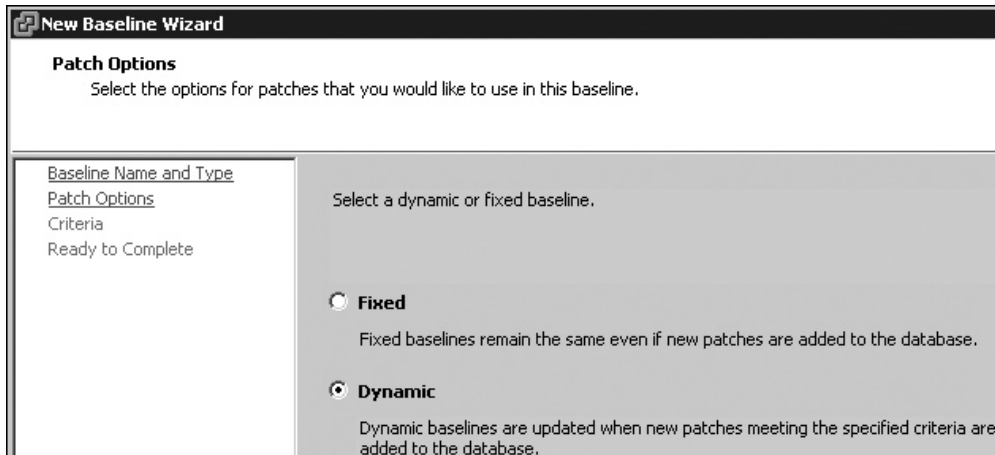 New Baseline Wizard
Patch Options
Select the options for patches that you would like to use in this baseline.
Baseline Name and Type
Patch Options
Criteria
Ready to Complete
Select a dynamic or fixed baseline.
Fixed
Fixed baselines remain the same even if new patches are added to the database.
Dynamic
Dynamic baselines are updated when new patches meeting the specified criteria are
added to the database.